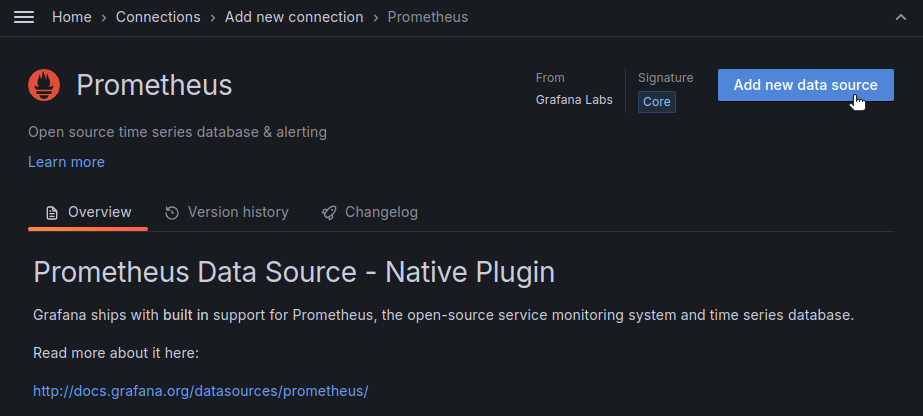 Home > Connections > Add new connection > Prometheus
Prometheus
From
Grafana Labs
Signature
Core
Add new data source
Open source time series database & alerting
Learn more
Overview
Version history
Changelog
Prometheus Data Source - Native Plugin
Grafana ships with built in support for Prometheus, the open-source service monitoring system and time series database.
Read more about it here:
http://docs.grafana.org/datasources/prometheus/